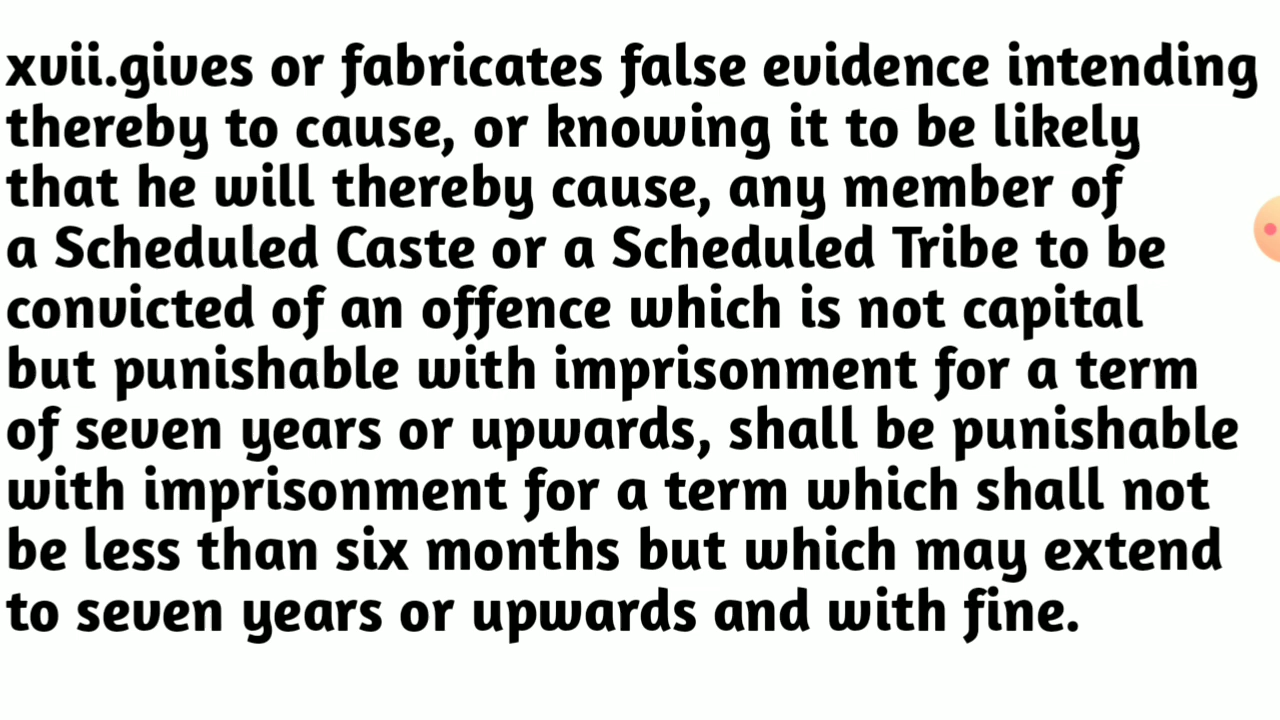 xvii.gives or fabricates false evidence intending
thereby to cause, or knowing it to be likely
that he will thereby cause, any member of
a Scheduled Caste or a Scheduled Tribe to be
convicted of an offence which is not capital
but punishable with imprisonment for a term
of seven years or upwards, shall be punishable
with imprisonment for a term which shall not
be less than six months but which may extend
to seven years or upwards and with fine.